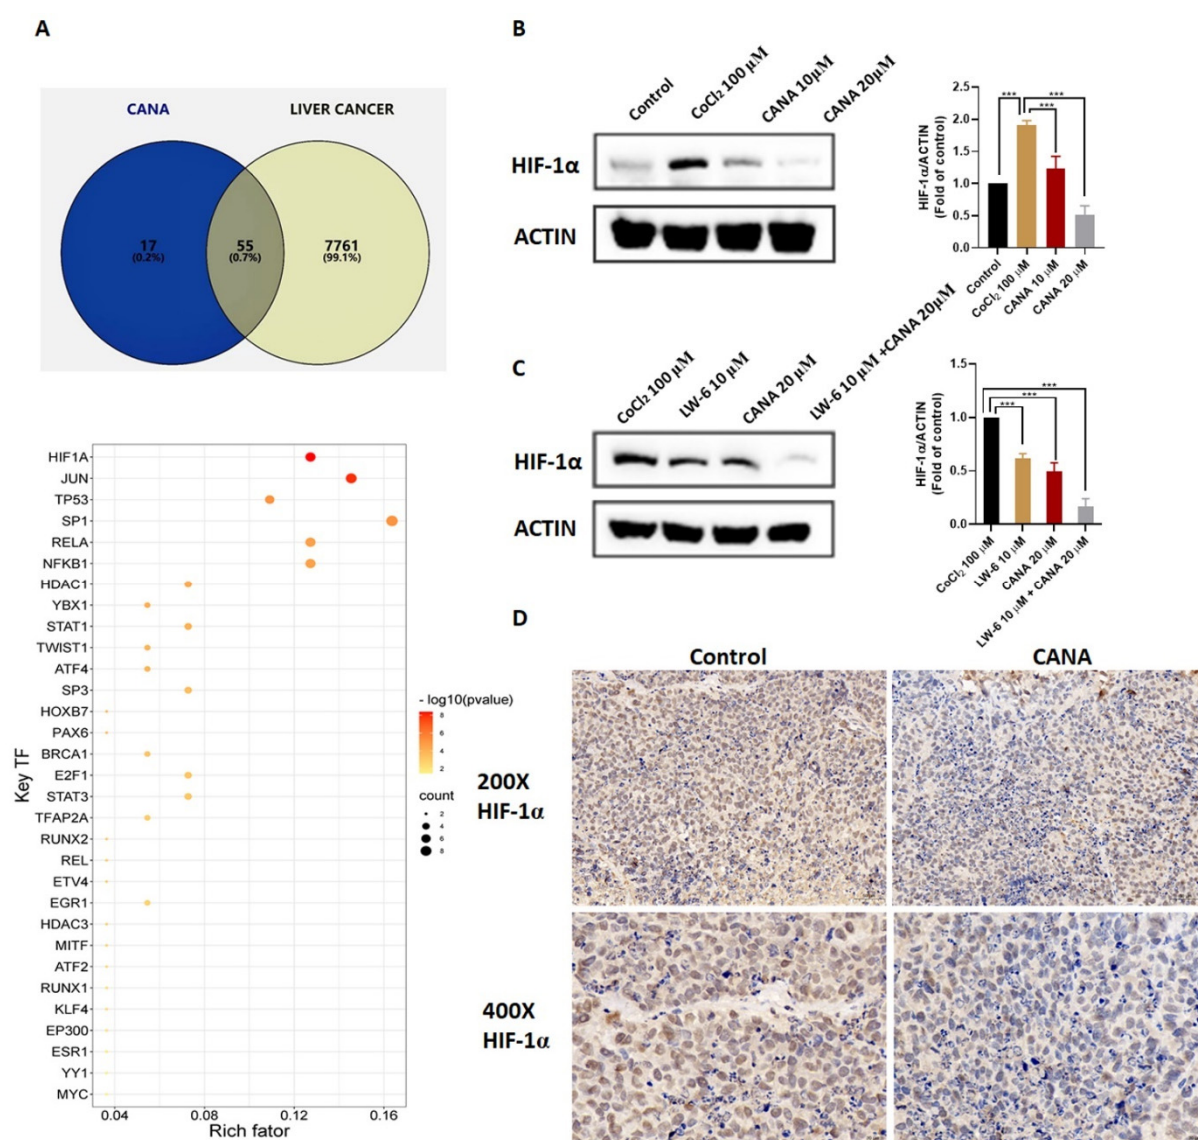 A
CANA
LIVER CANCER
17
(0.2%)
55
(0.7%)
7761
(99.1%)
HIF1A
JUN
TP53
SP1
RELA
NFKB1
HDAC1
YBX1
STAT1
TWIST1
ATF4
SP3
HOXB7
PAX6
BRCA1
E2F1
STAT3
TFAP2A
RUNX2
REL
ETV4
EGR1
HDAC3
MITF
ATF2
RUNX1
KLF4
EP300
ESR1
YY1
MYC
Key TF
0.04
0.08
0.12
0.16
Rich fator
- log10(pvalue)
8
6
4
2
count
2
4
6
8
B
Control
CoCl₂ 100 μM
CANA 10μM
CANA 20μM
HIF-1α
ACTIN
HIF-1α/ACTIN
(Fold of control)
2.5
2.0
1.5
1.0
0.5
0.0
***
***
***
Control
CoCl₂ 100 μM
CANA 10 μM
CANA 20 μM
C
CoCl₂ 100 μM
LW-6 10 μM
CANA 20 μM
LW-6 10 μM +CANA 20μM
HIF-1α
ACTIN
HIF-1α/ACTIN
(Fold of control)
1.5
1.0
0.5
0.0
***
***
***
CoCl₂ 100 μM
LW-6 10 μM
CANA 20 μM
LW-6 10 μM + CANA 20 μM
D
Control
CANA
200X
HIF-1α
400X
HIF-1α